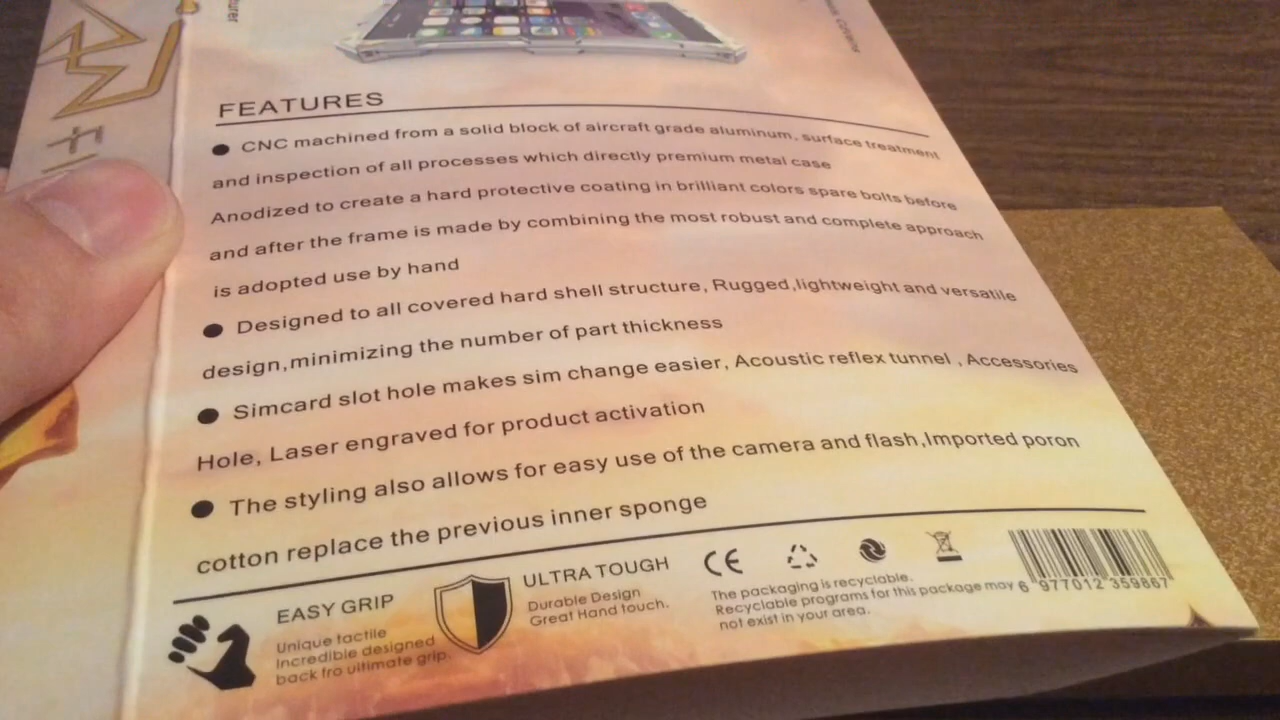 FEATURES
● CNC machined from a solid block of aircraft grade aluminum, surface treatment
and inspection of all processes which directly premium metal case
Anodized to create a hard protective coating in brilliant colors spare bolts before
and after the frame is made by combining the most robust and complete approach
is adopted use by hand
● Designed to all covered hard shell structure, Rugged,lightweight and versatile
design,minimizing the number of part thickness
● Simcard slot hole makes sim change easier, Acoustic reflex tunnel , Accessories
Hole, Laser engraved for product activation
● The styling also allows for easy use of the camera and flash,Imported poron
cotton replace the previous inner sponge
EASY GRIP
Unique tactile
Incredible designed
back fro ultimate grip.
ULTRA TOUGH
Durable Design
Great Hand touch.
CE
The packaging is recyclable.
Recyclable programs for this package may
not exist in your area.
6 977012 359867